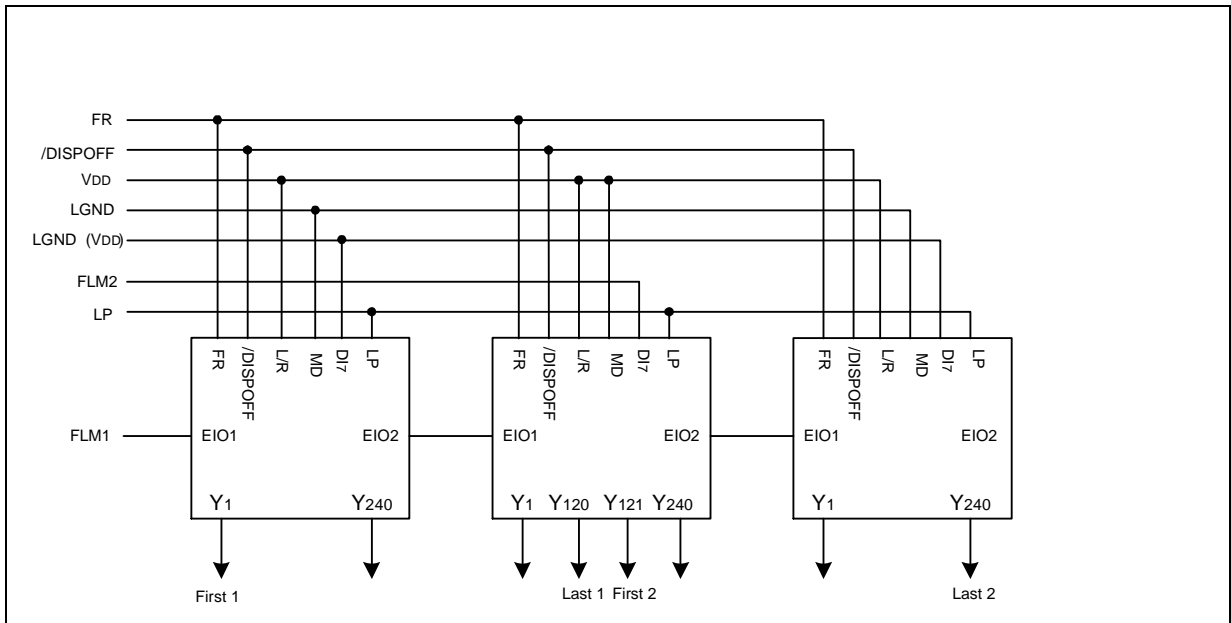 FR
/DISPOFF
VDD
LGND
LGND (VDD)
FLM2
LP
FR /DISPOFF L/R MD DI7 LP
FR /DISPOFF L/R MD DI7 LP
FR /DISPOFF L/R MD DI7 LP
FLM1 EIO1 EIO2 EIO1 EIO2 EIO1 EIO2
Y1 Y240 Y1 Y120 Y121 Y240 Y1 Y240
First 1 Last 1 First 2 Last 2